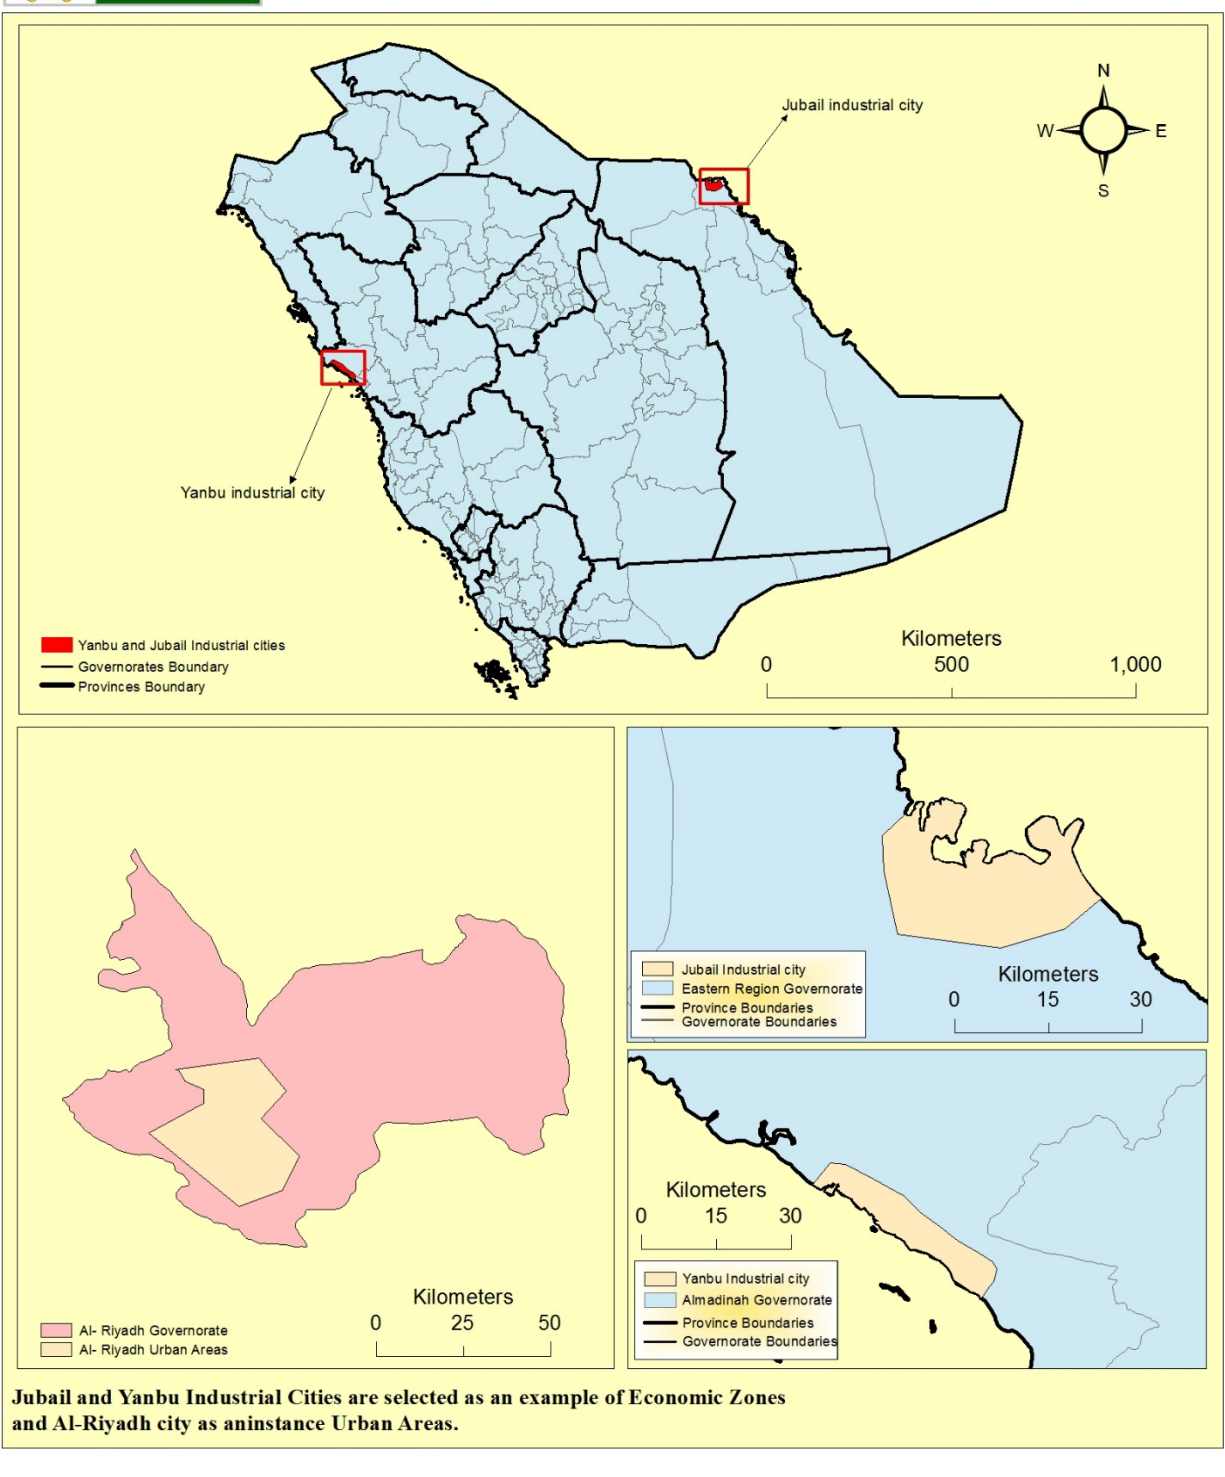 N
Jubail industrial city
W E
S
Yanbu industrial city
Yanbu and Jubail Industrial cities
Governorates Boundary
Provinces Boundary
Kilometers
0 500 1,000
Al- Riyadh Governorate
Al- Riyadh Urban Areas
Kilometers
0 25 50
Jubail Industrial city
Eastern Region Governorate
Province Boundaries
Governorate Boundaries
Kilometers
0 15 30
Kilometers
0 15 30
Yanbu Industrial city
Almadinah Governorate
Province Boundaries
Governorate Boundaries
Jubail and Yanbu Industrial Cities are selected as an example of Economic Zones
and Al-Riyadh city as aninstance Urban Areas.